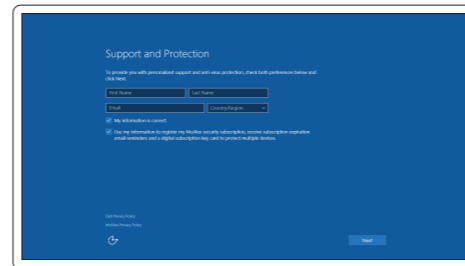 Support and Protection
To provide you with personalized support and anti-virus protection, check both preferences below and
click Next.
First Name
Last Name
Email
Country/Region
My information is correct.
Use my information to register my McAfee security subscription, receive subscription expiration
email reminders and a digital subscription key card to protect multiple devices.
Dell Privacy Policy
McAfee Privacy Policy
Next